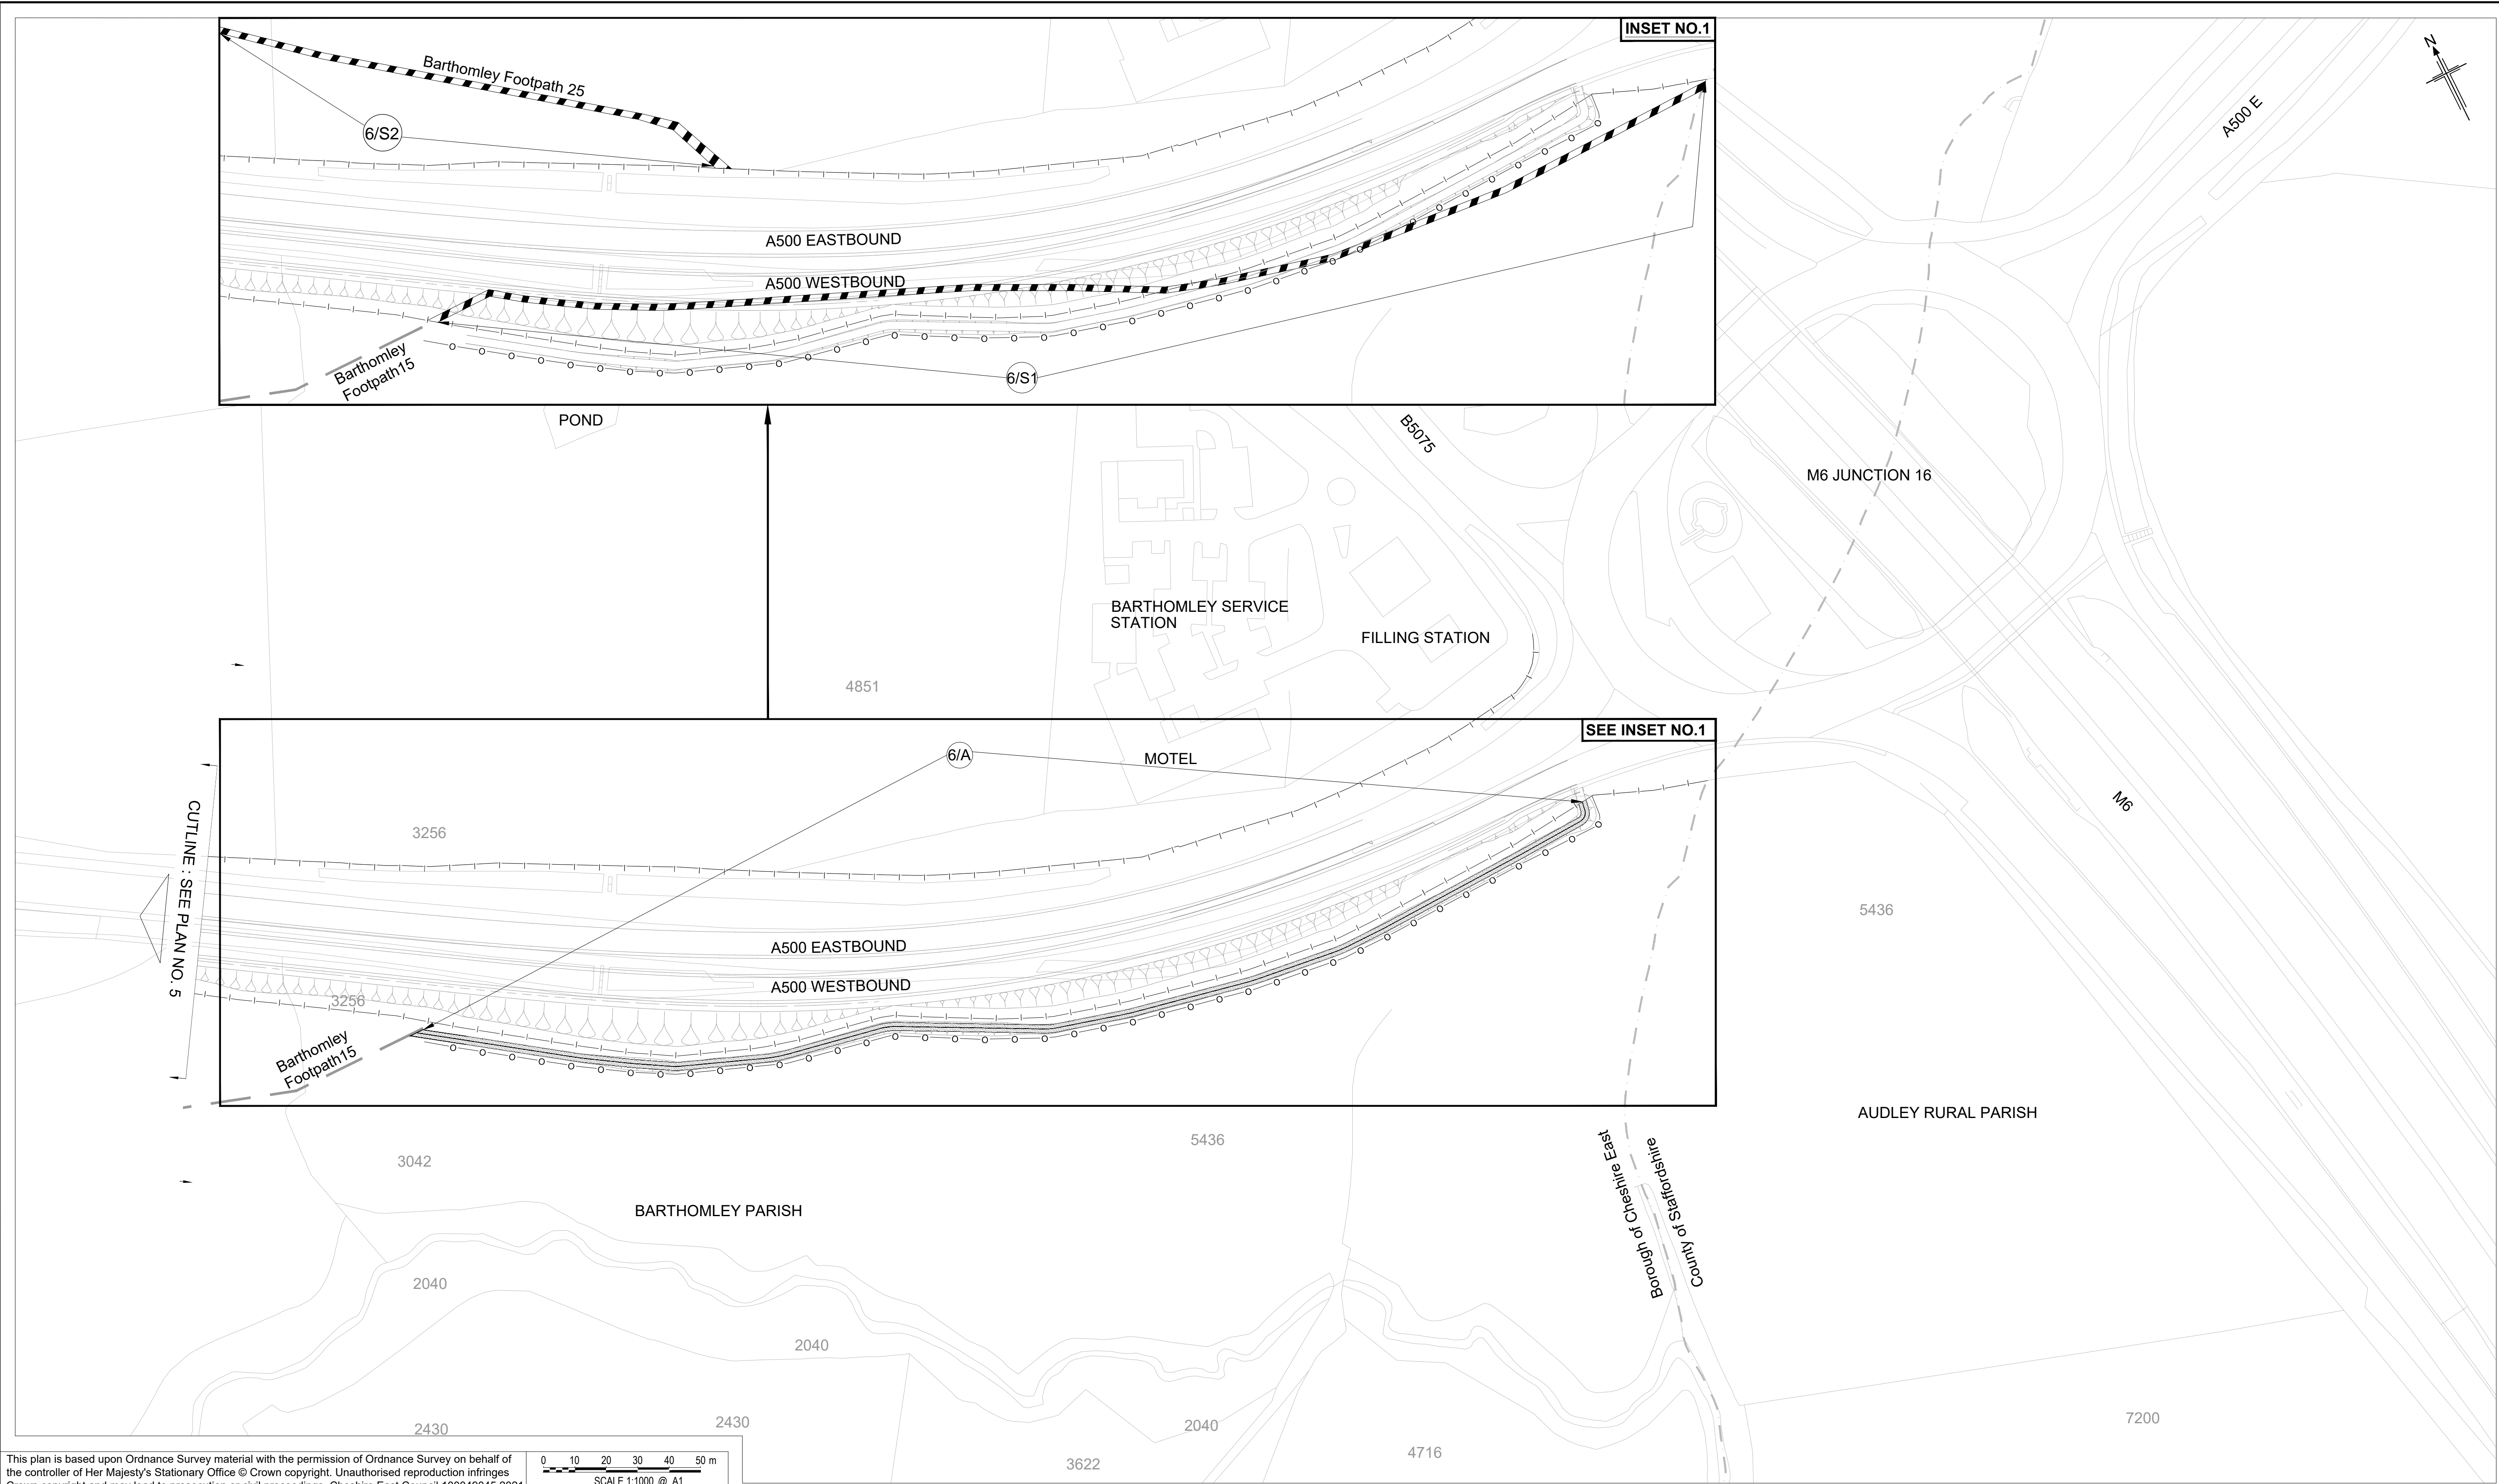 INSET NO.1
N
Barthomley Footpath 25
6/S2
A500 E
A500 EASTBOUND
A500 WESTBOUND
Barthomley
Footpath15
6/S1
POND
B5075
M6 JUNCTION 16
BARTHOMLEY SERVICE
STATION
FILLING STATION
4851
SEE INSET NO.1
6/A
MOTEL
CUTLINE : SEE PLAN NO. 5
3256
M6
5436
A500 EASTBOUND
A500 WESTBOUND
3256
Barthomley
Footpath15
AUDLEY RURAL PARISH
5436
3042
Borough of Cheshire East
County of Staffordshire
BARTHOMLEY PARISH
2040
2040
2430
2430
2040
7200
4716
3622
This plan is based upon Ordnance Survey material with the permission of Ordnance Survey on behalf of
the controller of Her Majesty's Stationary Office © Crown copyright. Unauthorised reproduction infringes
0 10 20 30 40 50 m
SCALE 1:1000 @ A1